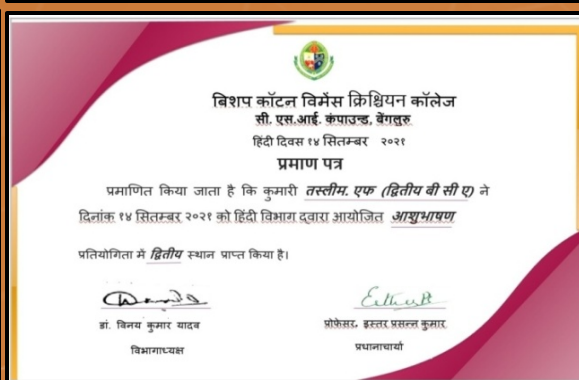 बिशप कॉटन विमेंस क्रिश्चियन कॉलेज
सी. एस.आई. कंपाउन्ड, बेंगलुरु
हिंदी दिवस १४ सितम्बर २०२१
प्रमाण पत्र
प्रमाणित किया जाता है कि कुमारी तस्लीम. एफ (द्वितीय बी सी ए) ने
दिनांक १४ सितम्बर २०२१ को हिंदी विभाग द्वारा आयोजित आशुभाषण
प्रतियोगिता में द्वितीय स्थान प्राप्त किया है।
डां. विनय कुमार यादव
विभागाध्यक्ष
प्रोफेसर. इस्तर प्रसन्न कुमार
प्रधानाचार्या